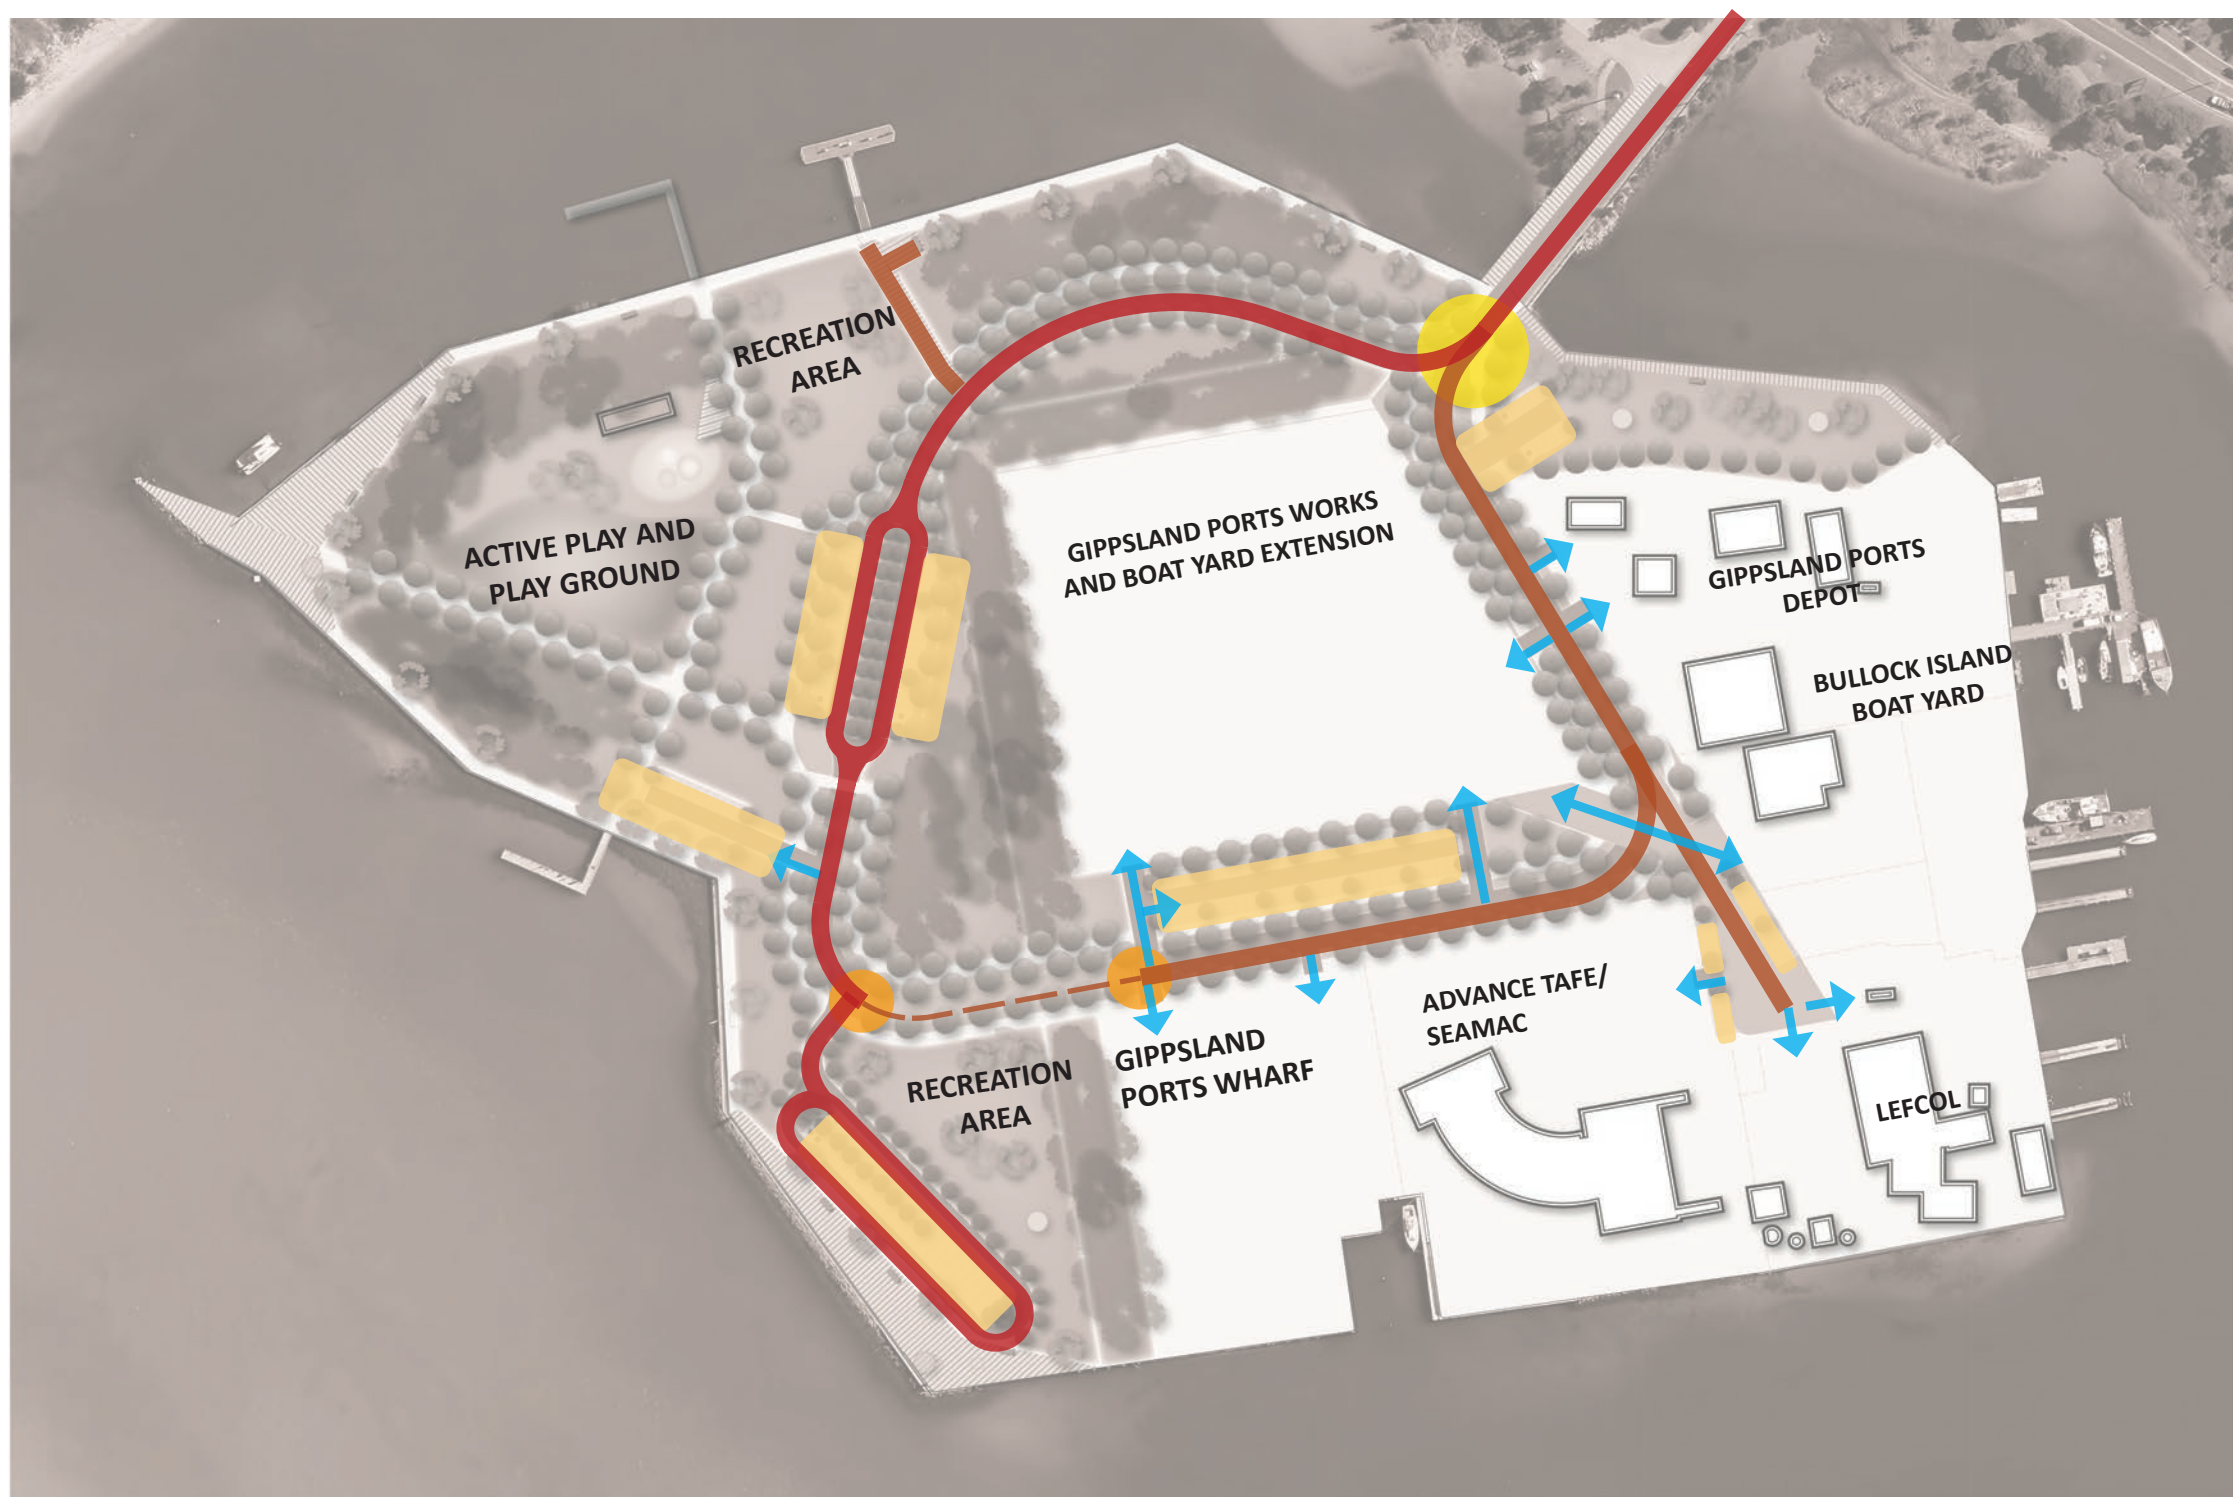 RECREATION
AREA
ACTIVE PLAY AND
PLAY GROUND
GIPPSLAND PORTS WORKS
AND BOAT YARD EXTENSION
GIPPSLAND PORTS
DEPOT
BULLOCK ISLAND
BOAT YARD
ADVANCE TAFE/
SEAMAC
GIPPSLAND
PORTS WHARF
RECREATION
AREA
LEFCOL